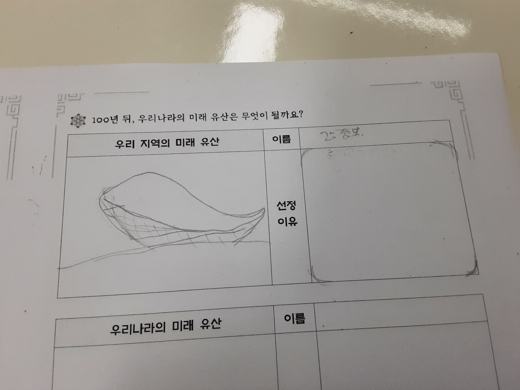 100년 뒤, 우리나라의 미래 유산은 무엇이 될까요?
우리 지역의 미래 유산
이름
선정
이유
우리나라의 미래 유산
이름